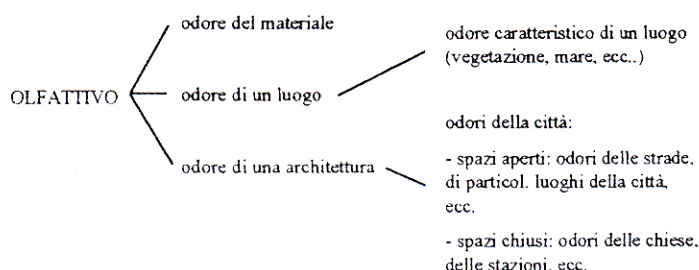 OLFATTIVO
odore del materiale
odore di un luogo
odore di una architettura
odore caratteristico di un luogo
(vegetazione, mare, ecc..)
odori della città:
- spazi aperti: odori delle strade,
di particol. luoghi della città,
ecc.
- spazi chiusi: odori delle chiese,
delle stazioni, ecc.